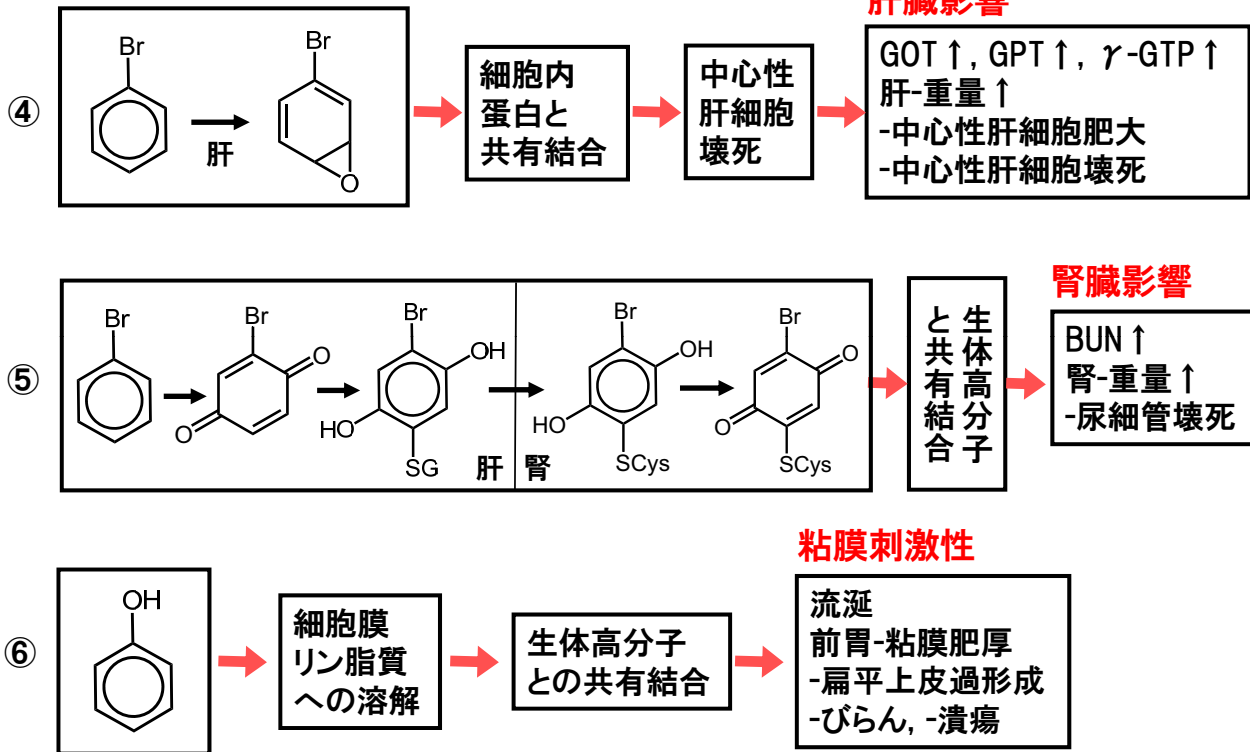 肝臓影響
④
Br
肝
Br
O
細胞内
蛋白と
共有結合
中心性
肝細胞
壊死
GOT↑, GPT↑, γ-GTP↑
肝-重量↑
-中心性肝細胞肥大
-中心性肝細胞壊死
⑤
Br
Br
O
O
Br
OH
HO
SG
肝
腎
Br
OH
HO
SCys
Br
O
O
SCys
生体高分子
と共有結合
腎臓影響
BUN↑
腎-重量↑
-尿細管壊死
⑥
OH
細胞膜
リン脂質
への溶解
生体高分子
との共有結合
粘膜刺激性
流涎
前胃-粘膜肥厚
-扁平上皮過形成
-びらん, -潰瘍